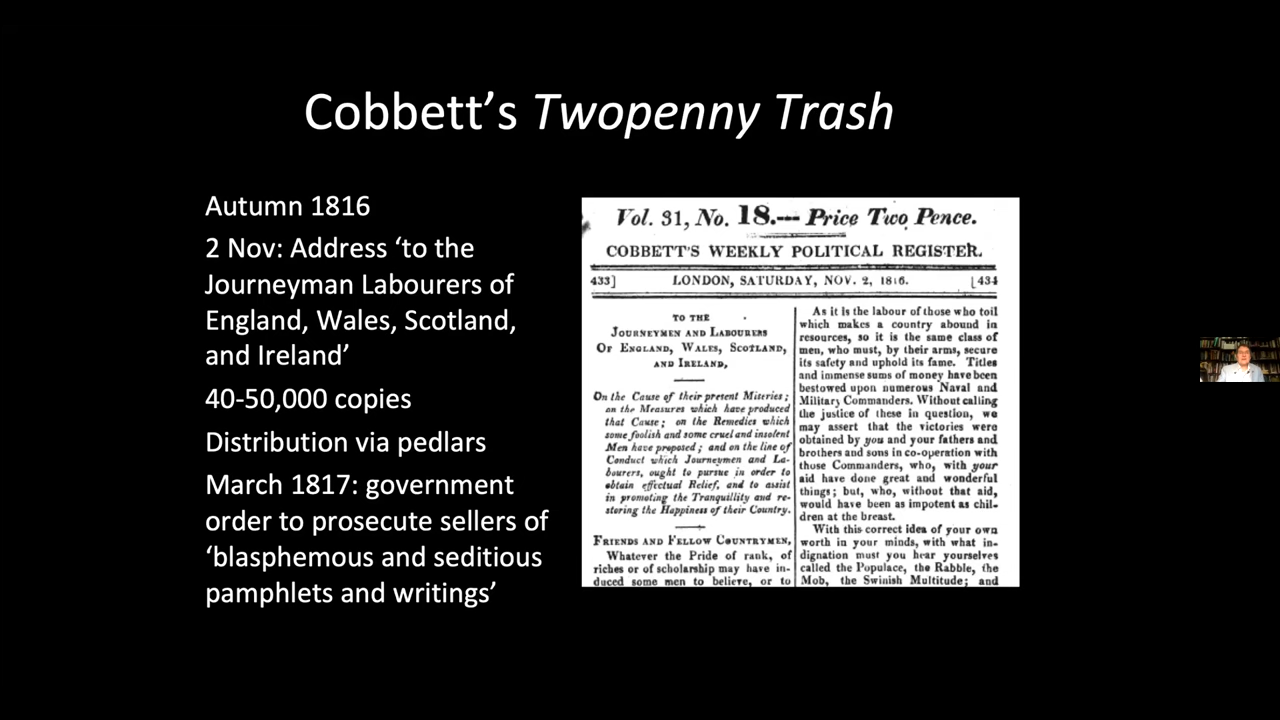 Cobbett's Twopenny Trash
Autumn 1816
2 Nov: Address ‘to the
Journeyman Labourers of
England, Wales, Scotland,
and Ireland’
40-50,000 copies
Distribution via pedlars
March 1817: government
order to prosecute sellers of
‘blasphemous and seditious
pamphlets and writings’
Vol. 31, No. 18.--- Price Two Pence.
COBBETT'S WEEKLY POLITICAL REGISTER.
433] LONDON, SATURDAY, NOV. 2, 1816. [434
TO THE
JOURNEYMEN AND LABOURERS
OF ENGLAND, WALES, SCOTLAND,
AND IRELAND,
On the Cause of their present Miseries;
on the Measures which have produced
that Cause; on the Remedies which
some foolish and some cruel and insolent
Men have proposed; and on the line of
Conduct which Journeymen and La-
bourers, ought to pursue in order to
obtain effectual Relief, and to assist
in promoting the Tranquillity and re-
storing the Happiness of their Country.
FRIENDS AND FELLOW COUNTRYMEN,
Whatever the Pride of rank, of
riches or of scholarship may have in-
duced some men to believe, or to
As it is the labour of those who toil
which makes a country abound in
resources, so it is the same class of
men, who must, by their arms, secure
its safety and uphold its fame. Titles
and immense sums of money have been
bestowed upon numerous Naval and
Military Commanders. Without calling
the justice of these in question, we
may assert that the victories were
obtained by you and your fathers and
brothers and sons in co-operation with
those Commanders, who, with your
aid have done great and wonderful
things; but, who, without that aid,
would have been as impotent as chil-
dren at the breast.
With this correct idea of your own
worth in your minds, with what in-
dignation must you hear yourselves
called the Populace, the Rabble, the
Mob, the Swinish Multitude; and